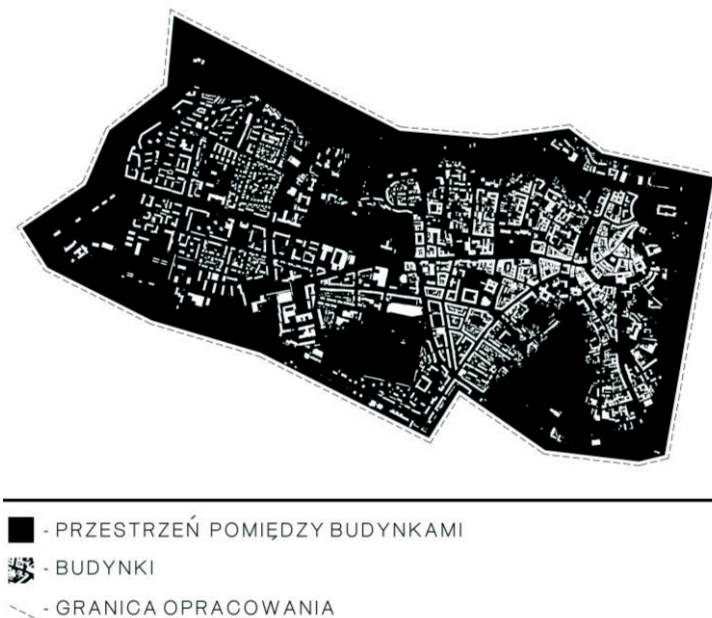 - PRZESTRZEŃ POMIĘDZY BUDYNKAMI
- BUDYNKI
- GRANICA OPRACOWANIA